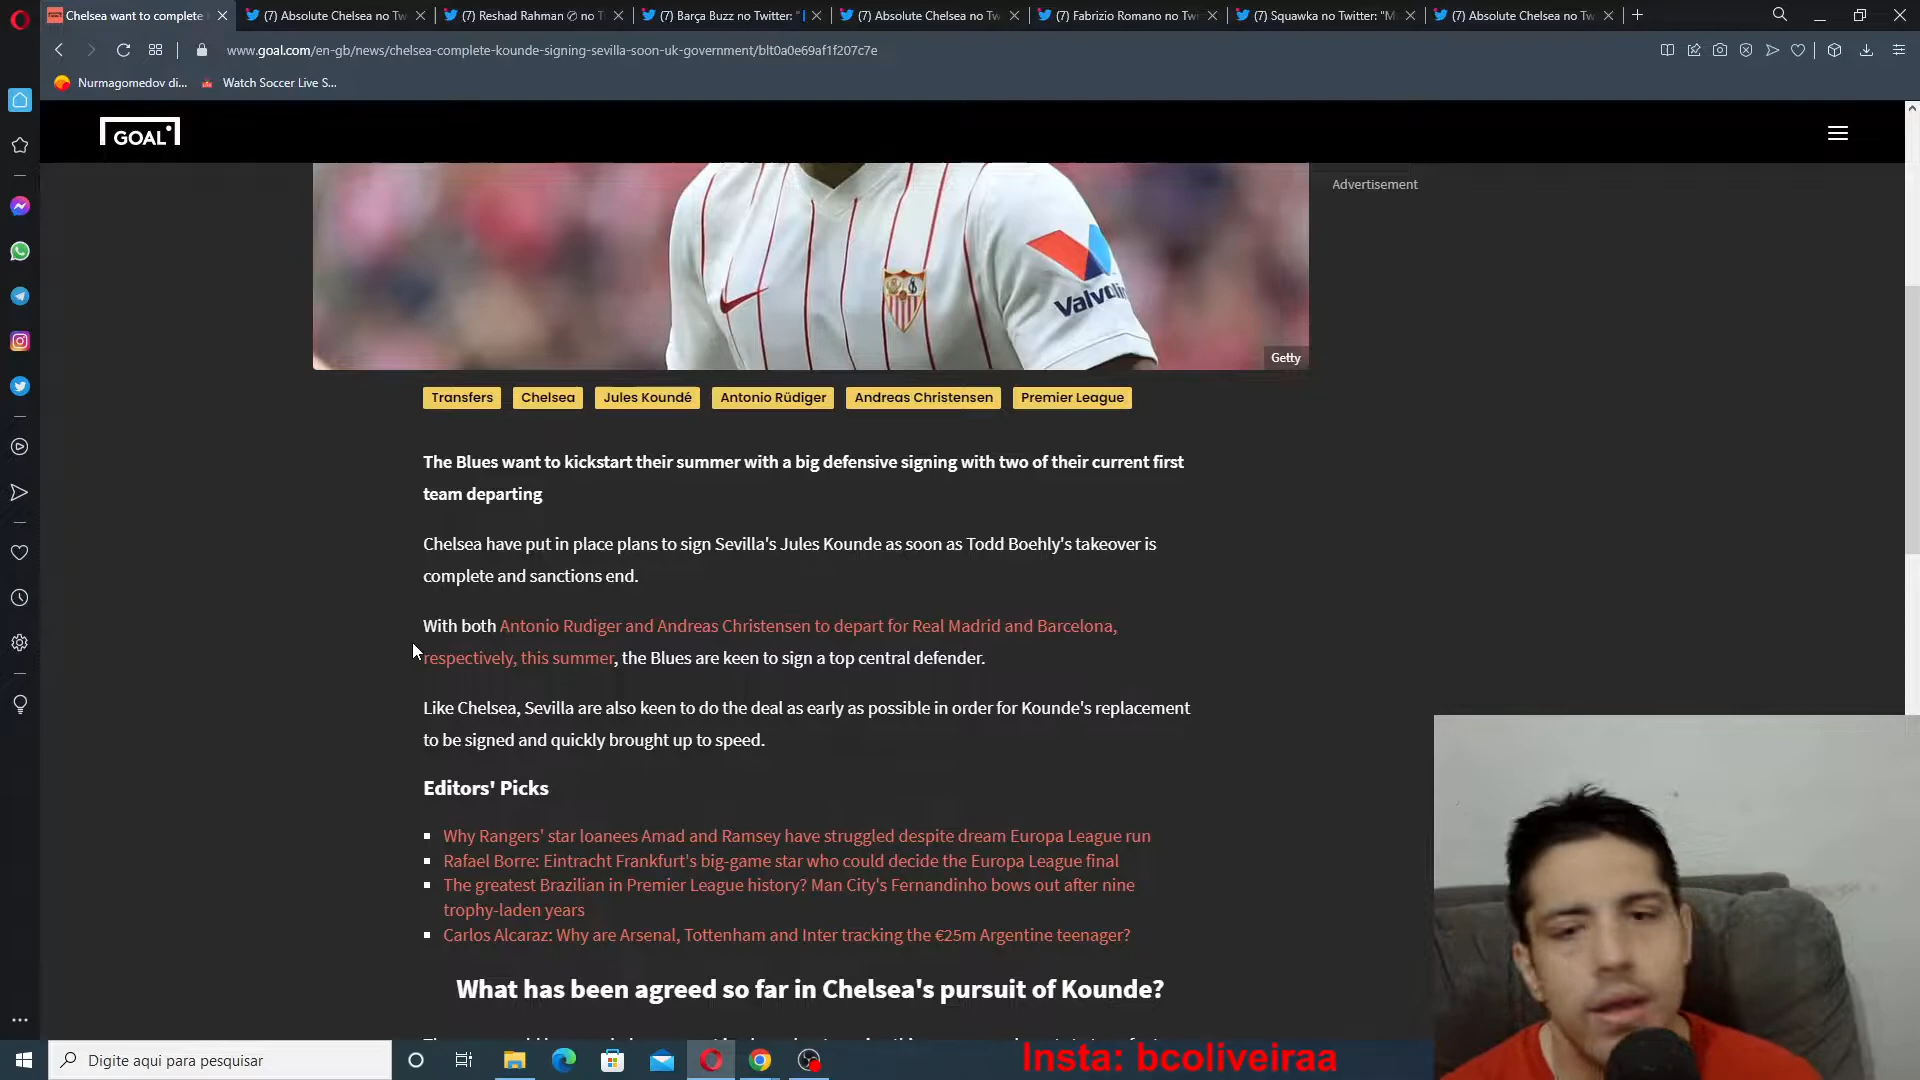 Chelsea want to complete
(7) Absolute Chelsea no Tw
(7) Reshad Rahman no T
(7) Barça Buzz no Twitter: "
(7) Absolute Chelsea no Tw
(7) Fabrizio Romano no Twi
(7) Squawka no Twitter: "M
(7) Absolute Chelsea no Tw
www.goal.com/en-gb/news/chelsea-complete-kounde-signing-sevilla-soon-uk-government/blt0a0e69af1f207c7e
Nurmagomedov di...
Watch Soccer Live S...
GOAL
Valvolin
Advertisement
Getty
Transfers
Chelsea
Jules Koundé
Antonio Rüdiger
Andreas Christensen
Premier League
The Blues want to kickstart their summer with a big defensive signing with two of their current first
team departing
Chelsea have put in place plans to sign Sevilla's Jules Kounde as soon as Todd Boehly's takeover is
complete and sanctions end.
With both Antonio Rudiger and Andreas Christensen to depart for Real Madrid and Barcelona,
respectively, this summer, the Blues are keen to sign a top central defender.
Like Chelsea, Sevilla are also keen to do the deal as early as possible in order for Kounde's replacement
to be signed and quickly brought up to speed.
Editors' Picks
Why Rangers' star loanees Amad and Ramsey have struggled despite dream Europa League run
Rafael Borre: Eintracht Frankfurt's big-game star who could decide the Europa League final
The greatest Brazilian in Premier League history? Man City's Fernandinho bows out after nine
trophy-laden years
Carlos Alcaraz: Why are Arsenal, Tottenham and Inter tracking the €25m Argentine teenager?
What has been agreed so far in Chelsea's pursuit of Kounde?
Digite aqui para pesquisar
Insta: bcoliveiraa